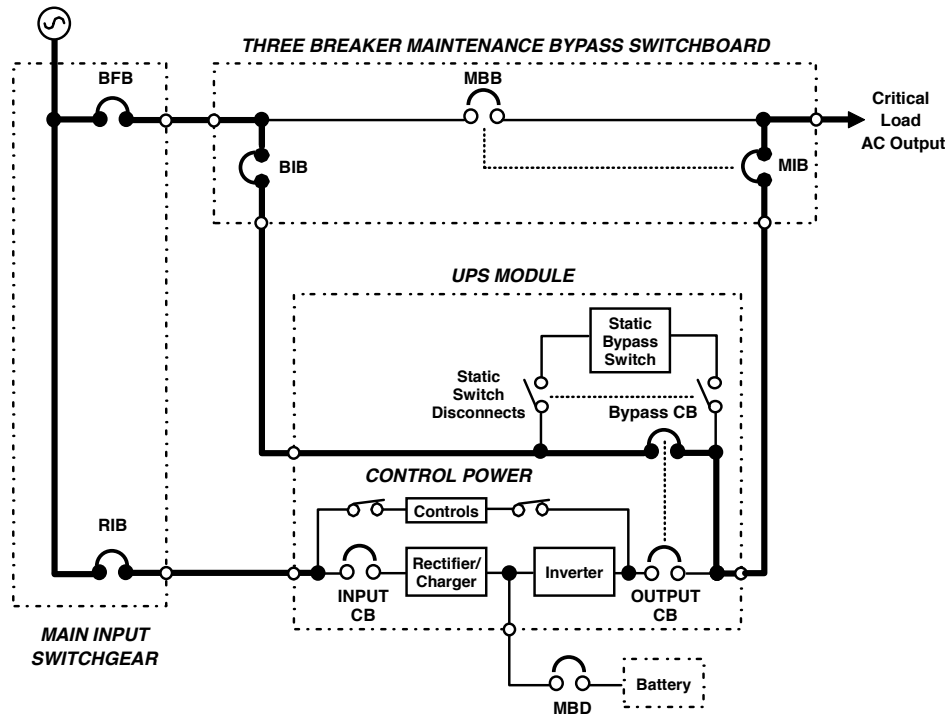 THREE BREAKER MAINTENANCE BYPASS SWITCHBOARD
BFB
MBB
Critical
Load
AC Output
BIB
MIB
UPS MODULE
Static
Bypass
Switch
Static
Switch
Disconnects
Bypass CB
CONTROL POWER
Controls
RIB
Rectifier/
Charger
Inverter
INPUT
CB
OUTPUT
CB
MAIN INPUT
SWITCHGEAR
Battery
MBD